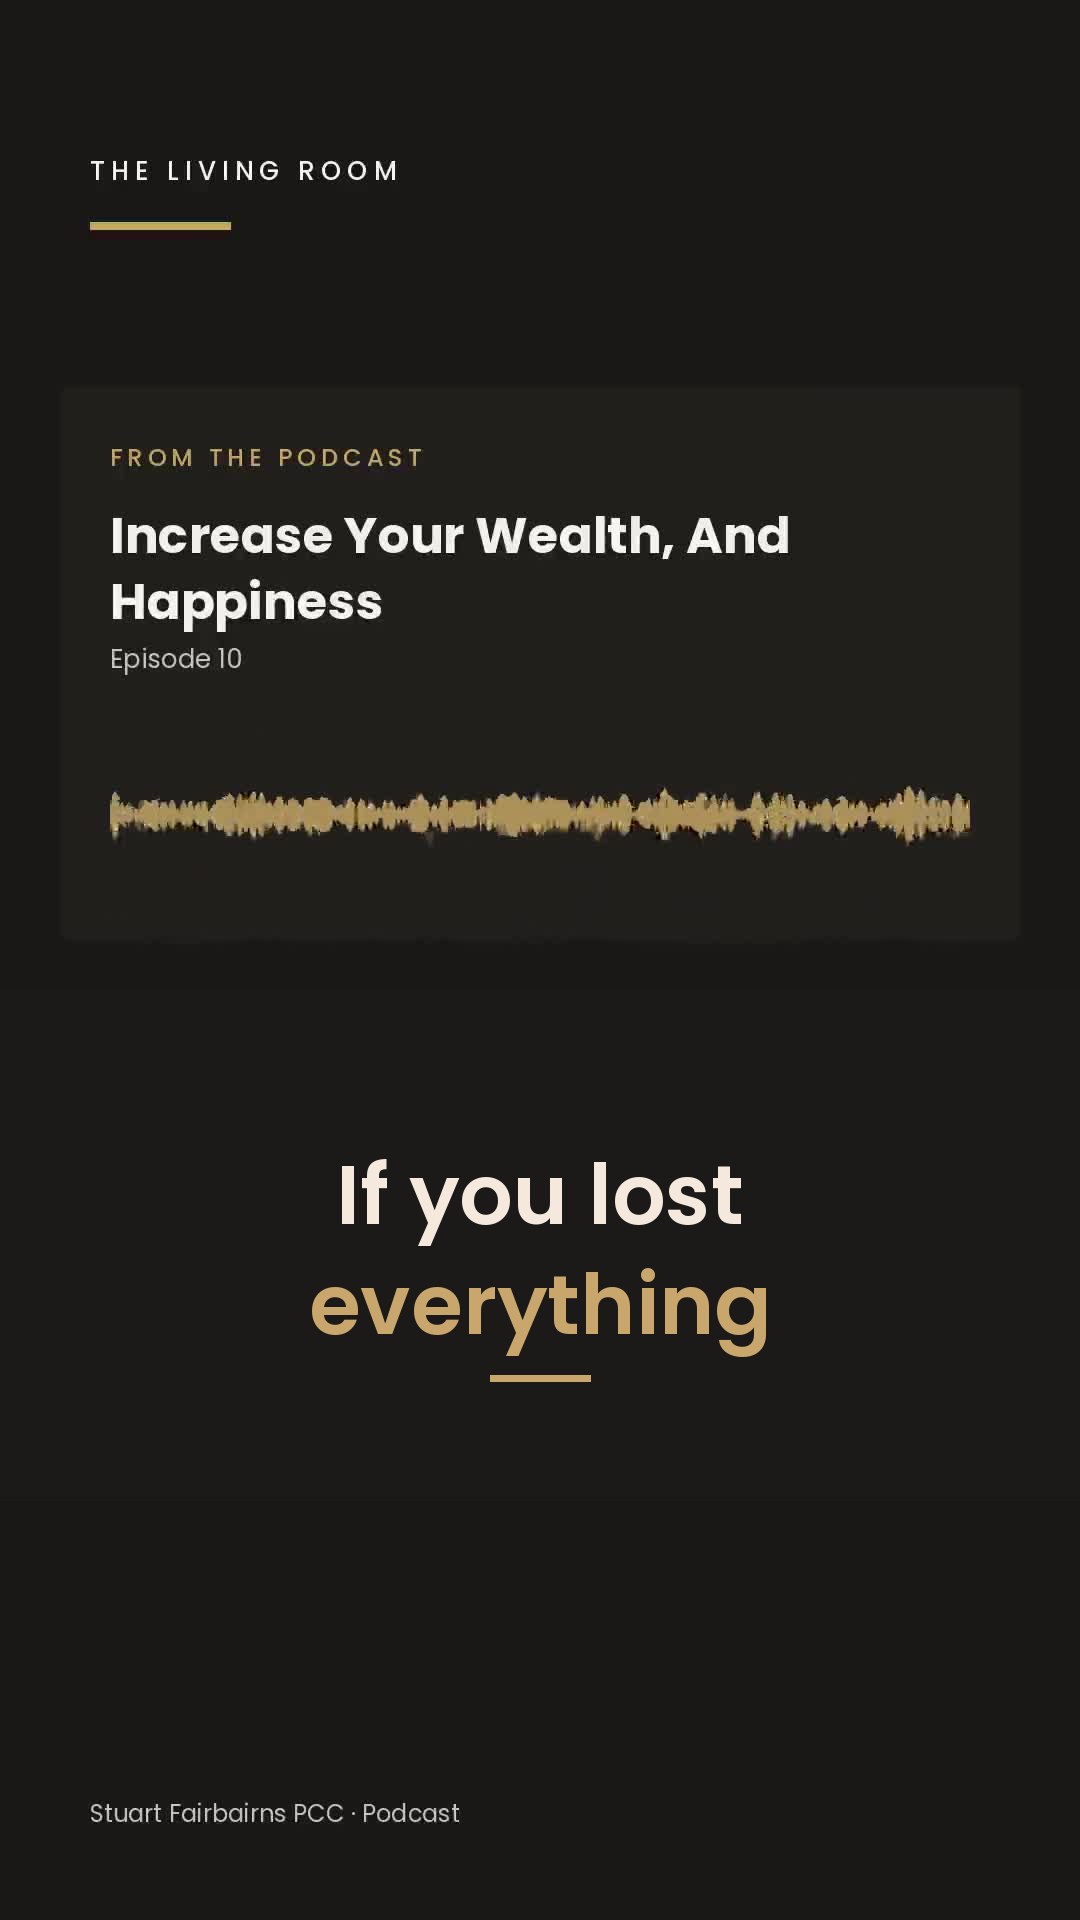 THE LIVING ROOM
FROM THE PODCAST
Increase Your Wealth, And
Happiness
Episode 10
If you lost
everything
Stuart Fairbairns PCC · Podcast